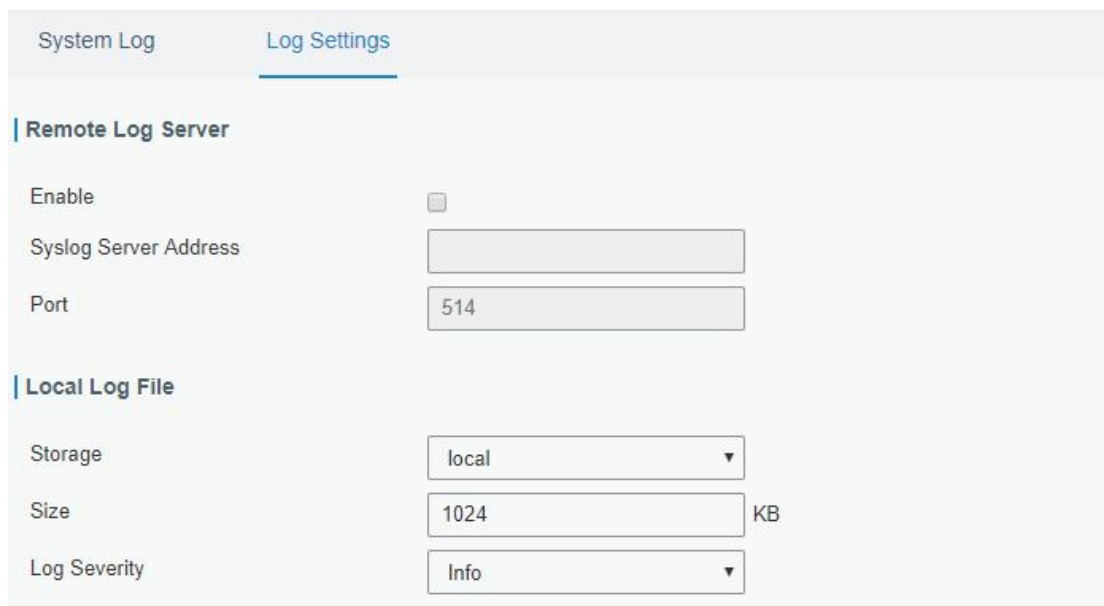 System Log Log Settings
Remote Log Server
Enable
Syslog Server Address
Port 514
Local Log File
Storage local
Size 1024 KB
Log Severity Info